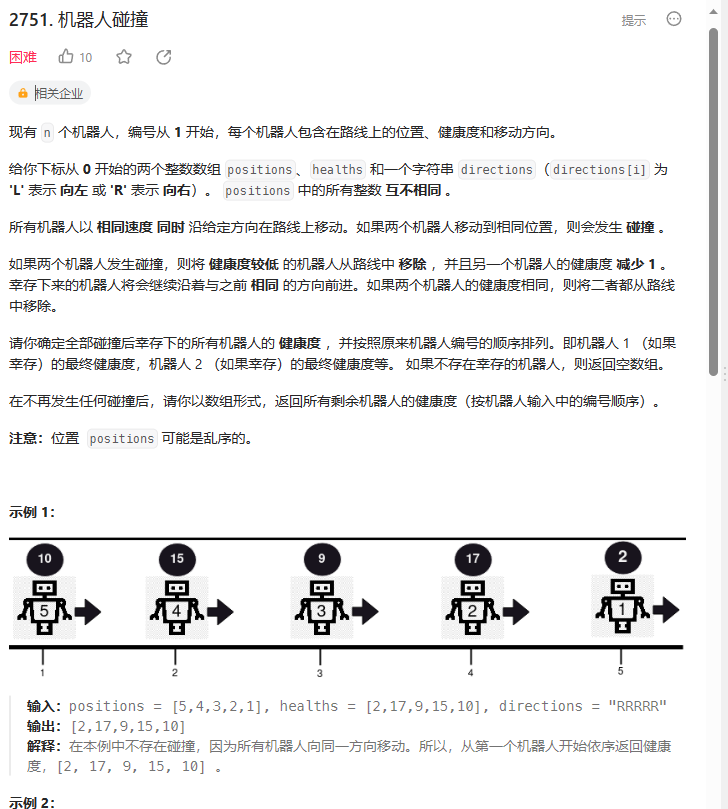 2751. 机器人碰撞
提示
困难
10
相关企业
现有 n 个机器人，编号从 1 开始，每个机器人包含在路线上的位置、健康度和移动方向。
给你下标从 0 开始的两个整数数组 positions、healths 和一个字符串 directions（directions[i] 为
'L' 表示 向左 或 'R' 表示 向右）。 positions 中的所有整数 互不相同 。
所有机器人以 相同速度 同时 沿给定方向在路线上移动。如果两个机器人移动到相同位置，则会发生 碰撞 。
如果两个机器人发生碰撞，则将 健康度较低 的机器人从路线中 移除 ，并且另一个机器人的健康度 减少 1 。
幸存下来的机器人将会继续沿着与之前 相同 的方向前进。如果两个机器人的健康度相同，则将二者都从路线
中移除。
请你确定全部碰撞后幸存下的所有机器人的 健康度 ，并按照原来机器人编号的顺序排列。即机器人 1 （如果
幸存）的最终健康度，机器人 2 （如果幸存）的最终健康度等。 如果不存在幸存的机器人，则返回空数组。
在不再发生任何碰撞后，请你以数组形式，返回所有剩余机器人的健康度（按机器人输入中的编号顺序）。
注意：位置 positions 可能是乱序的。
示例 1：
10 15 9 17 2
5 4 3 2 1
1 2 3 4 5
输入：positions = [5,4,3,2,1], healths = [2,17,9,15,10], directions = "RRRRR"
输出：[2,17,9,15,10]
解释：在本例中不存在碰撞，因为所有机器人向同一方向移动。所以，从第一个机器人开始依序返回健康
度，[2, 17, 9, 15, 10] 。
示例 2：